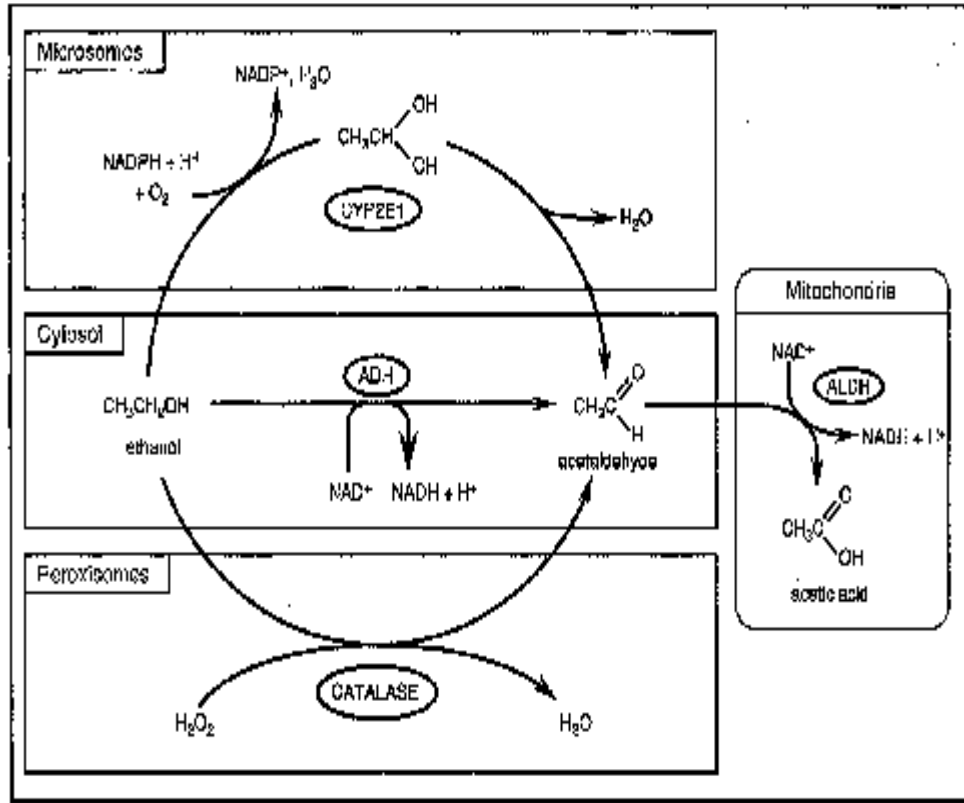 Microsomes
NADP⁺, H₂O
OH
CH₃CH
OH
NADPH + H⁺
+ O₂
CYP2E1
H₂O
Mitochondria
Cytosol
NAD⁺
ADH
ALDH
O
CH₃CH₂OH
CH₃C
NADH + H⁺
ethanol
H
acetaldehyde
NAD⁺
NADH + H⁺
O
CH₃C
OH
Peroxisomes
acetic acid
CATALASE
H₂O₂
H₂O